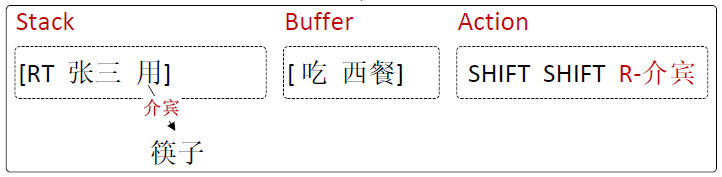 Stack Buffer Action
[RT 张三 用] [ 吃 西餐] SHIFT SHIFT R-介宾
介宾
筷子